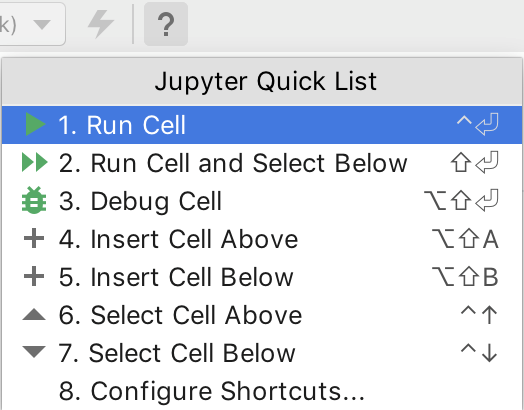 k)
?
Jupyter Quick List
1. Run Cell ^⏎
2. Run Cell and Select Below ⇧⏎
3. Debug Cell ⌥⇧⏎
4. Insert Cell Above ⌥⇧A
5. Insert Cell Below ⌥⇧B
6. Select Cell Above ^↑
7. Select Cell Below ^↓
8. Configure Shortcuts...